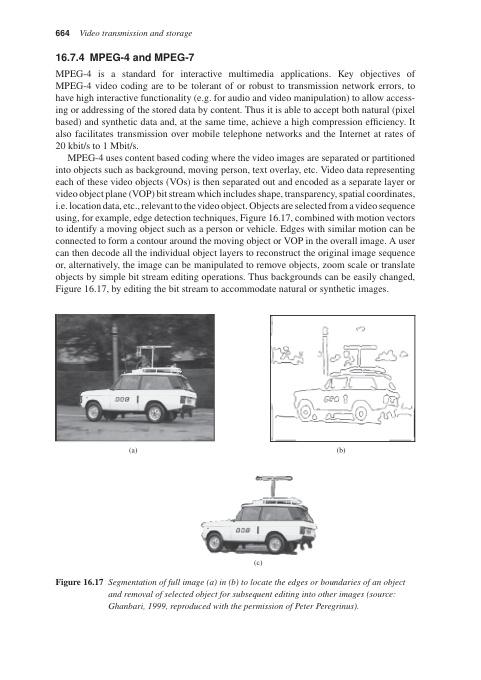 664 Video transmission and storage
16.7.4 MPEG-4 and MPEG-7
MPEG-4 is a standard for interactive multimedia applications. Key objectives of
MPEG-4 video coding are to be tolerant of or robust to transmission network errors, to
have high interactive functionality (e.g. for audio and video manipulation) to allow access-
ing or addressing of the stored data by content. Thus it is able to accept both natural (pixel
based) and synthetic data and, at the same time, achieve a high compression efficiency. It
also facilitates transmission over mobile telephone networks and the Internet at rates of
20 kbit/s to 1 Mbit/s.
MPEG-4 uses content based coding where the video images are separated or partitioned
into objects such as background, moving person, text overlay, etc. Video data representing
each of these video objects (VOs) is then separated out and encoded as a separate layer or
video object plane (VOP) bit stream which includes shape, transparency, spatial coordinates,
i.e. location data, etc., relevant to the video object. Objects are selected from a video sequence
using, for example, edge detection techniques, Figure 16.17, combined with motion vectors
to identify a moving object such as a person or vehicle. Edges with similar motion can be
connected to form a contour around the moving object or VOP in the overall image. A user
can then decode all the individual object layers to reconstruct the original image sequence
or, alternatively, the image can be manipulated to remove objects, zoom scale or translate
objects by simple bit stream editing operations. Thus backgrounds can be easily changed,
Figure 16.17, by editing the bit stream to accommodate natural or synthetic images.
(a)
(b)
(c)
Figure 16.17 Segmentation of full image (a) in (b) to locate the edges or boundaries of an object
and removal of selected object for subsequent editing into other images (source:
Ghanbari, 1999, reproduced with the permission of Peter Peregrinus).